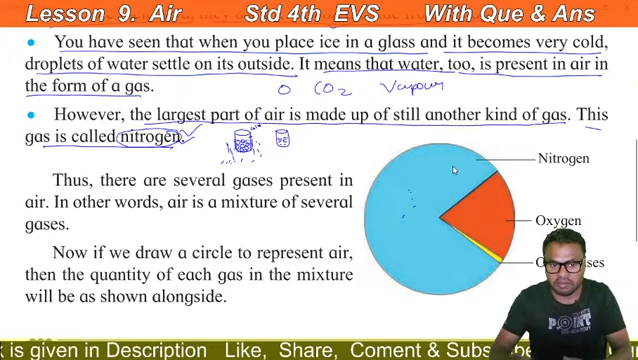 Lesson 9. Air Std 4th EVS With Que & Ans
• You have seen that when you place ice in a glass and it becomes very cold,
droplets of water settle on its outside. It means that water, too, is present in air in
the form of a gas.
O CO2 Vapour
• However, the largest part of air is made up of still another kind of gas. This
gas is called nitrogen.
Nitrogen
Thus, there are several gases present in
air. In other words, air is a mixture of several
gases.
Oxygen
Now if we draw a circle to represent air,
then the quantity of each gas in the mixture
will be as shown alongside.
is given in Description Like, Share, Coment &